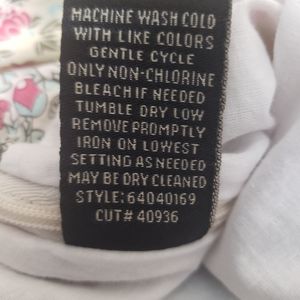 MACHINE WASH COLD
WITH LIKE COLORS
GENTLE CYCLE
ONLY NON-CHLORINE
BLEACH IF NEEDED
TUMBLE DRY LOW
REMOVE PROMPTLY
IRON ON LOWEST
SETTING AS NEEDED
MAY BE DRY CLEANED
STYLE: 64040169
CUT# 40936